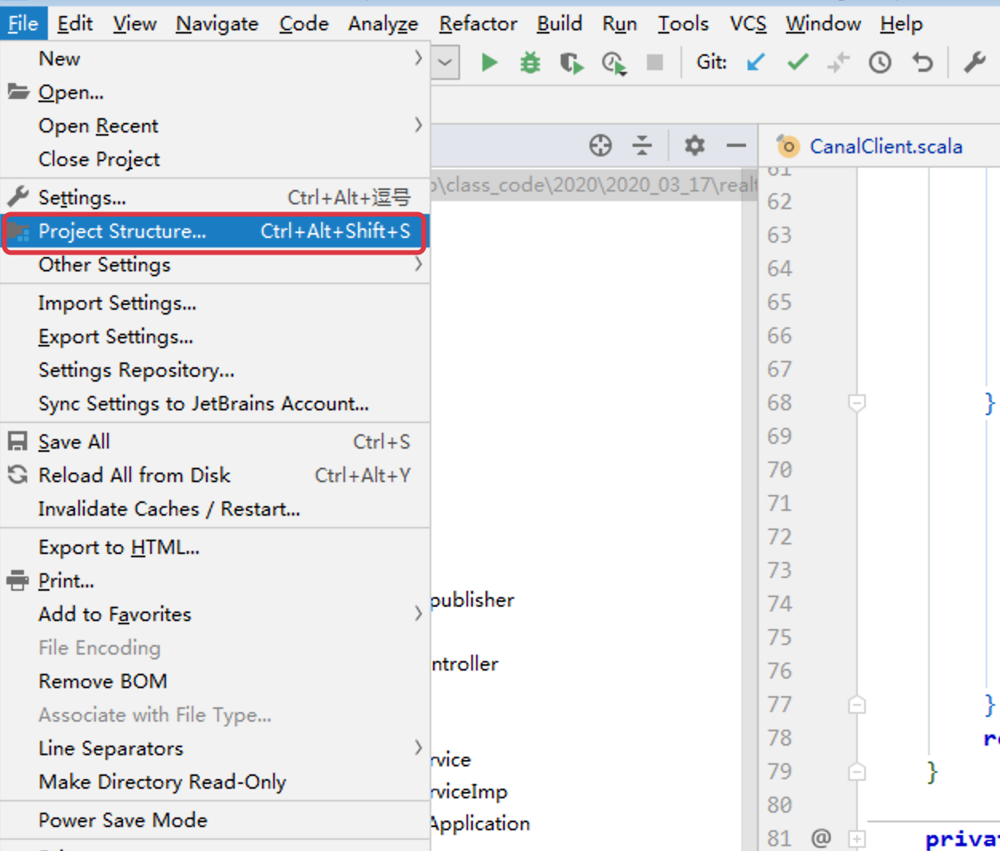 File Edit View Navigate Code Analyze Refactor Build Run Tools VCS Window Help
New
Git:
Open...
Open Recent
Close Project
CanalClient.scala
Settings... Ctrl+Alt+逗号
\class_code\2020\2020_03_17\realt
Project Structure... Ctrl+Alt+Shift+S
Other Settings
Import Settings...
Export Settings...
Settings Repository...
Sync Settings to JetBrains Account...
Save All Ctrl+S
Reload All from Disk Ctrl+Alt+Y
Invalidate Caches / Restart...
Export to HTML...
Print...
Add to Favorites
File Encoding
Remove BOM
Associate with File Type...
Line Separators
Make Directory Read-Only
Power Save Mode
publisher
ntroller
rvice
rviceImp
Application
61
62
63
64
65
66
67
68 }
69
70
71
72
73
74
75
76
77 }
78 re
79 }
80
81 @ privat